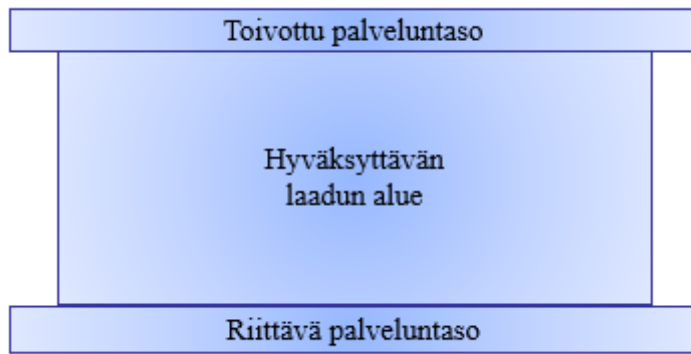 Toivottu palveluntaso
Hyväksyttävän
laadun alue
Riittävä palveluntaso